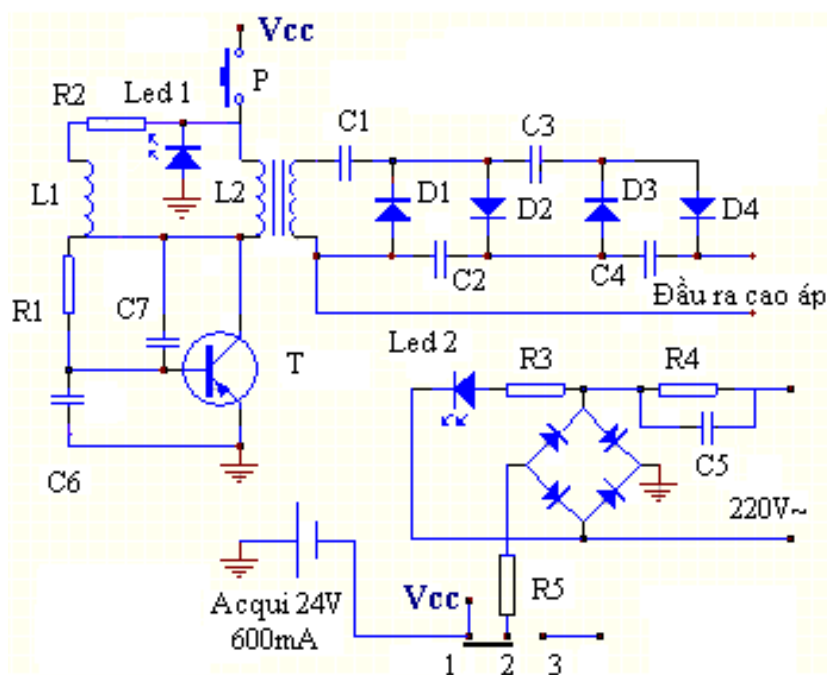 Vcc
P
R2
Led 1
C1
C3
L1
L2
D1
D2
D3
D4
C2
C4
R1
C7
Đầu ra cao áp
T
Led 2
R3
R4
C5
C6
220V~
R5
Acqui 24V
600mA
Vcc
1 2 3